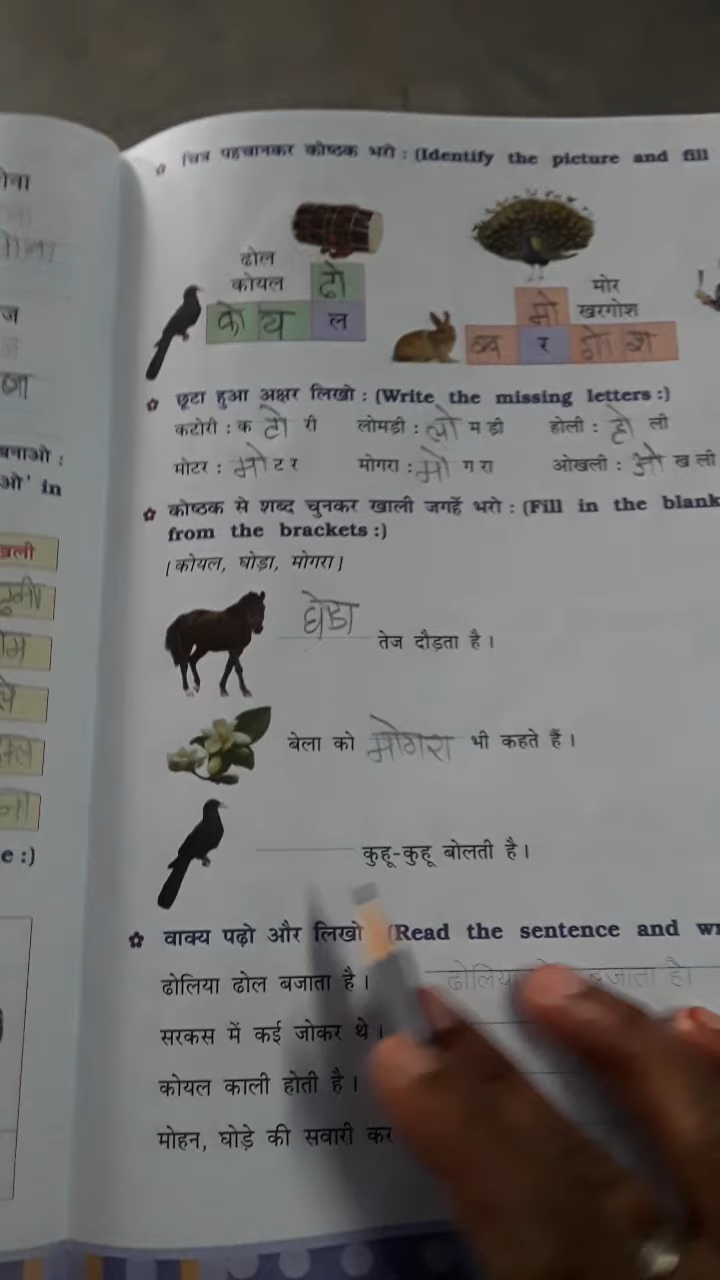 चित्र पहचानकर कोष्ठक भरो : (Identify the picture and fill
ढोल
कोयल
ढो
को य ल
मोर
खरगोश
मो
ख र गो श
छूटा हुआ अक्षर लिखो : (Write the missing letters :)
कटोरी : क टो री लोमड़ी : लो म ड़ी होली : हो ली
मोटर : मो ट र मोगरा : मो ग रा ओखली : ओ ख ली
कोष्ठक से शब्द चुनकर खाली जगहें भरो : (Fill in the blank
from the brackets :)
[कोयल, घोड़ा, मोगरा]
घोडा तेज दौड़ता है ।
बेला को मोगरा भी कहते हैं ।
कुहू-कुहू बोलती है ।
वाक्य पढ़ो और लिखो (Read the sentence and wr
ढोलिया ढोल बजाता है । ढोलिया बजाता है।
सरकस में कई जोकर थे ।
कोयल काली होती है ।
मोहन, घोड़े की सवारी कर
ओ' in
e :)